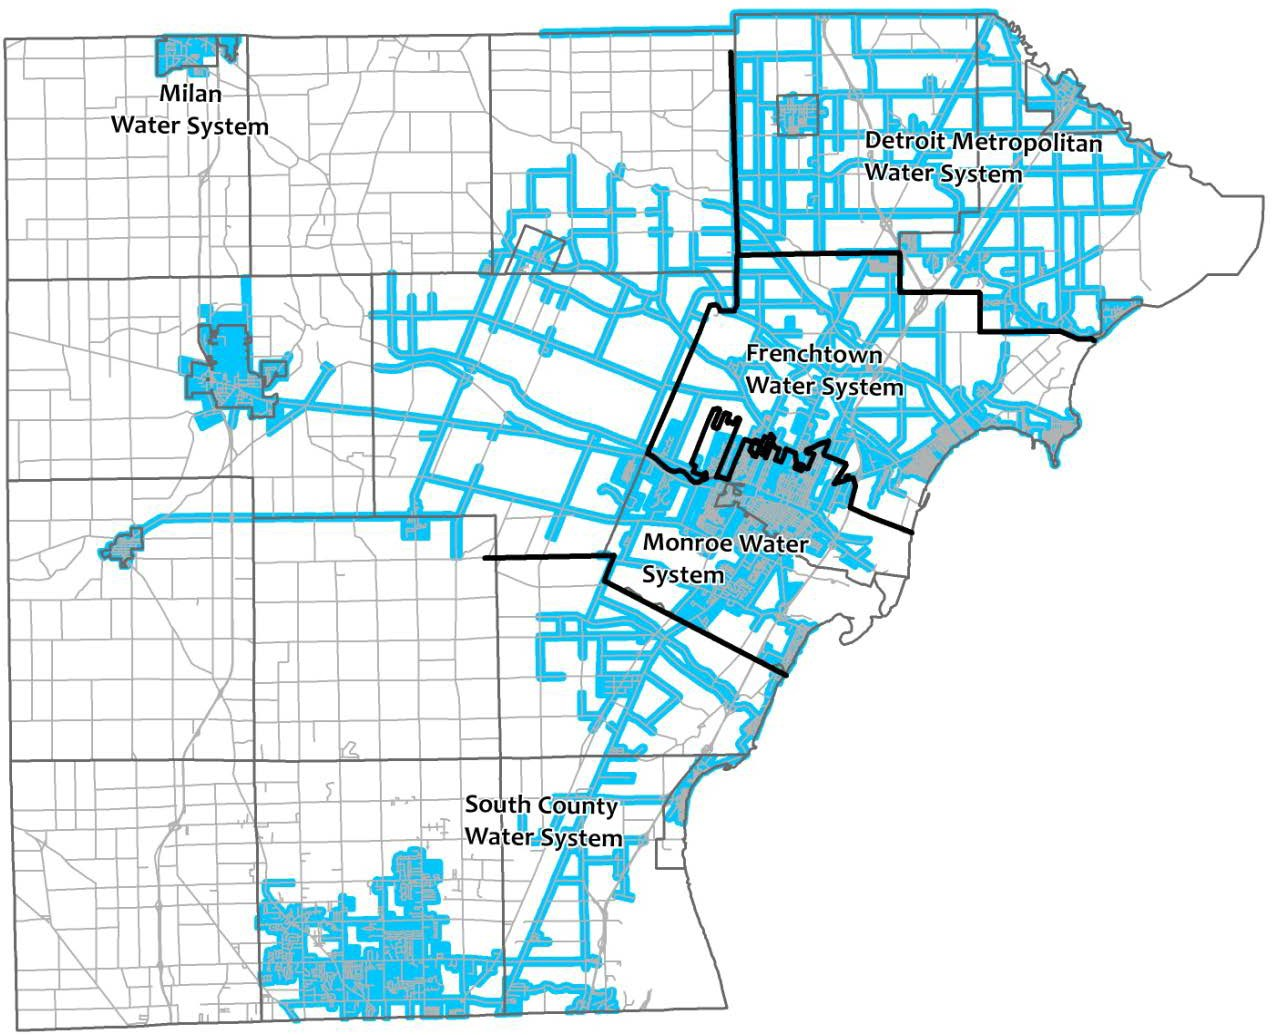 Milan
Water System
Detroit Metropolitan
Water System
Frenchtown
Water System
Monroe Water
System
South County
Water System